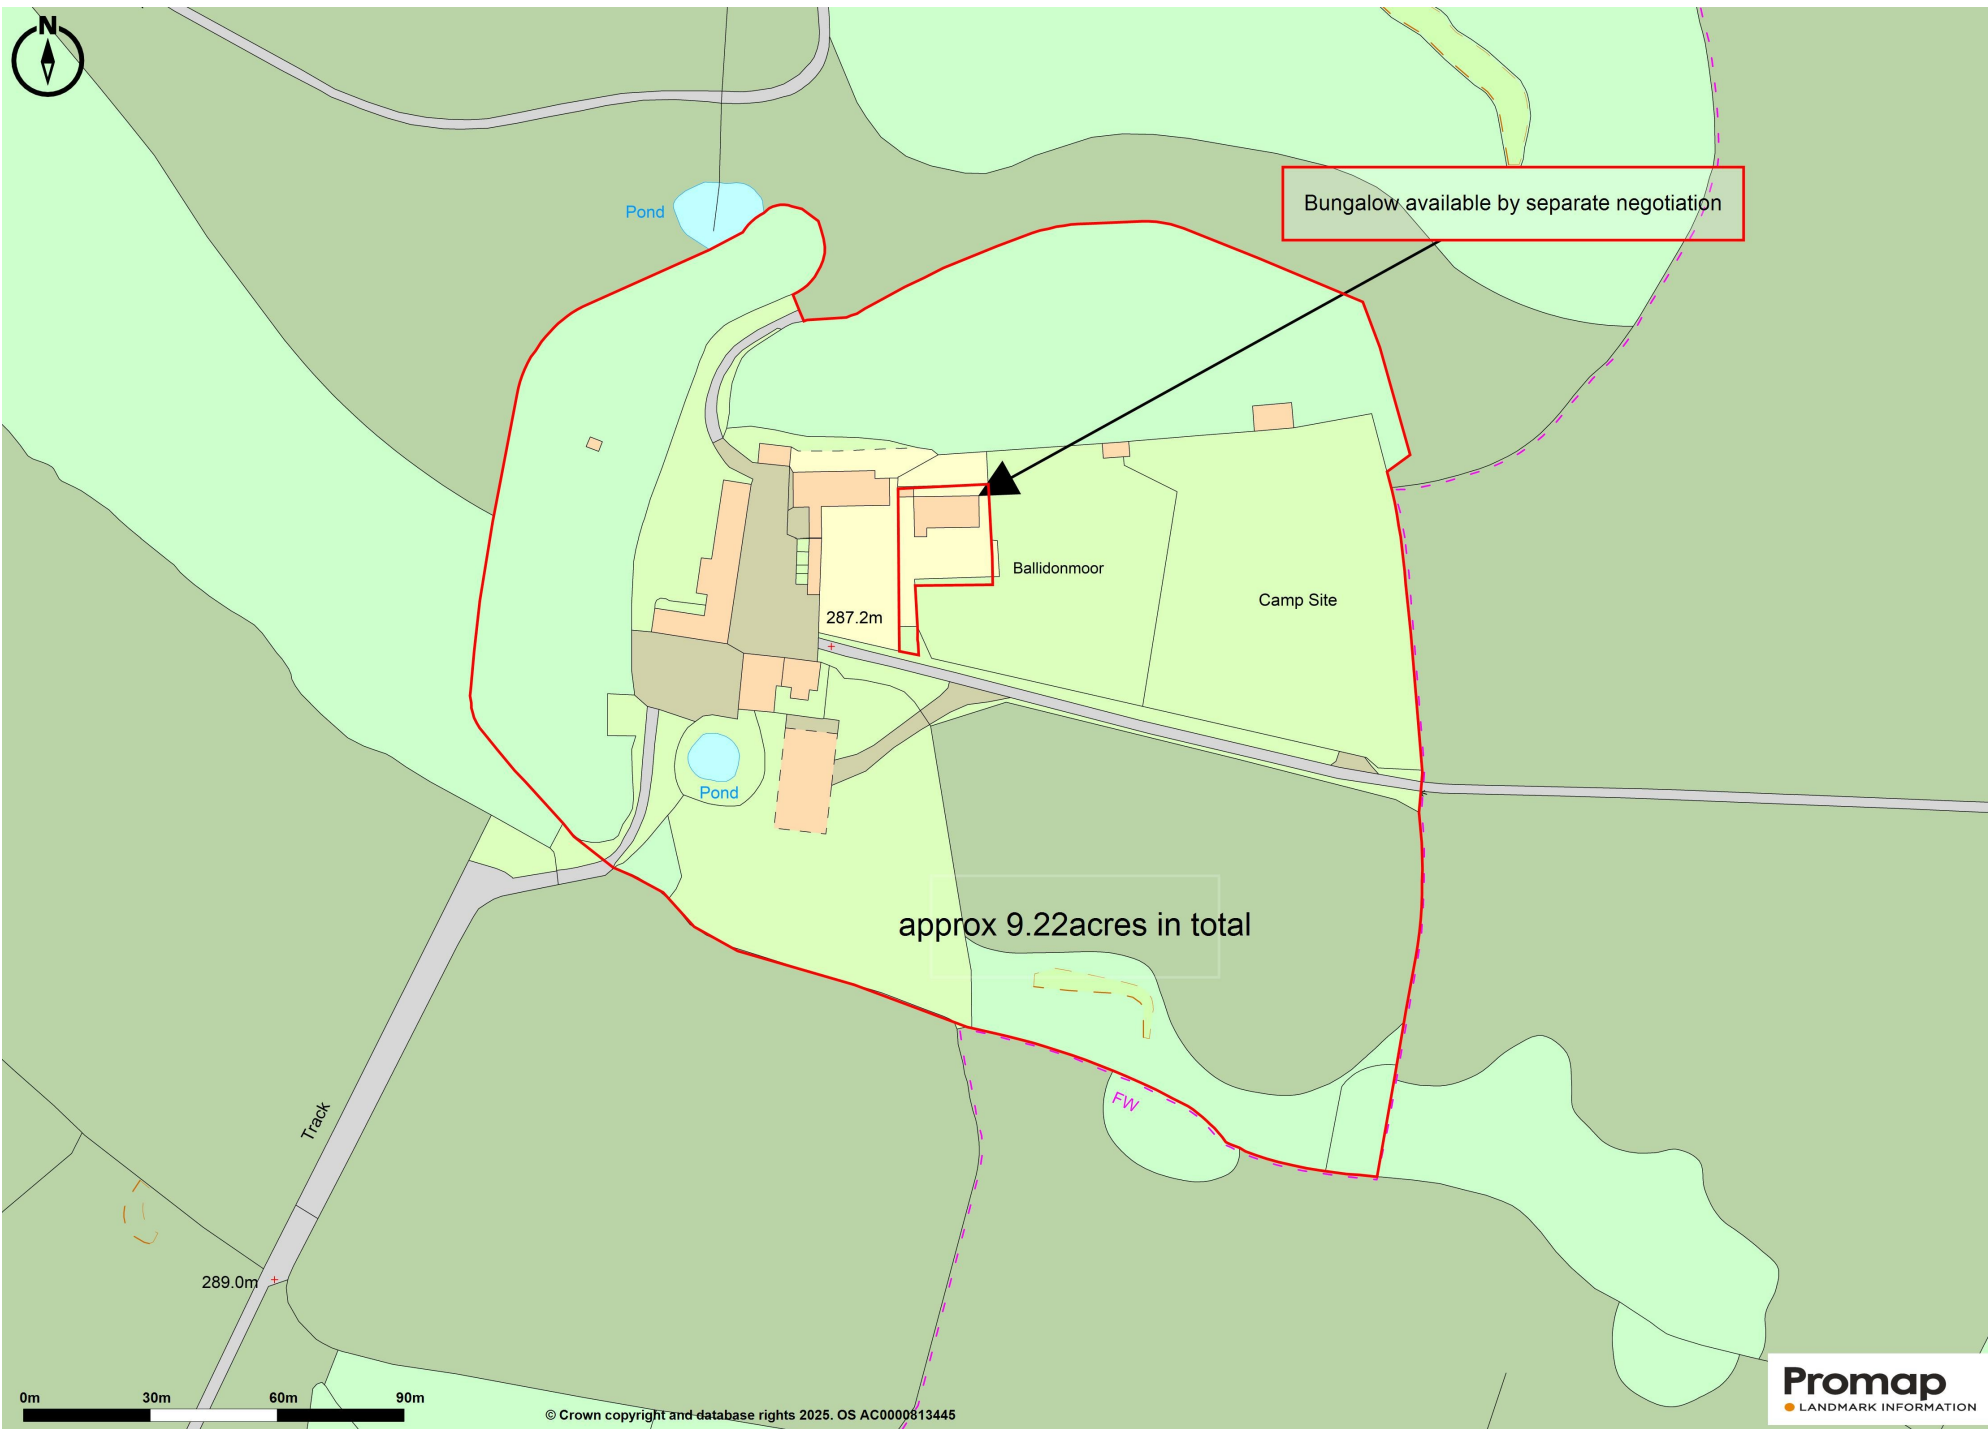 N
Bungalow available by separate negotiation
Pond
Ballidonmoor
Camp Site
287.2m
Pond
approx 9.22acres in total
FW
Track
289.0m
0m 30m 60m 90m
© Crown copyright and database rights 2025. OS AC0000813445
Promap
LANDMARK INFORMATION